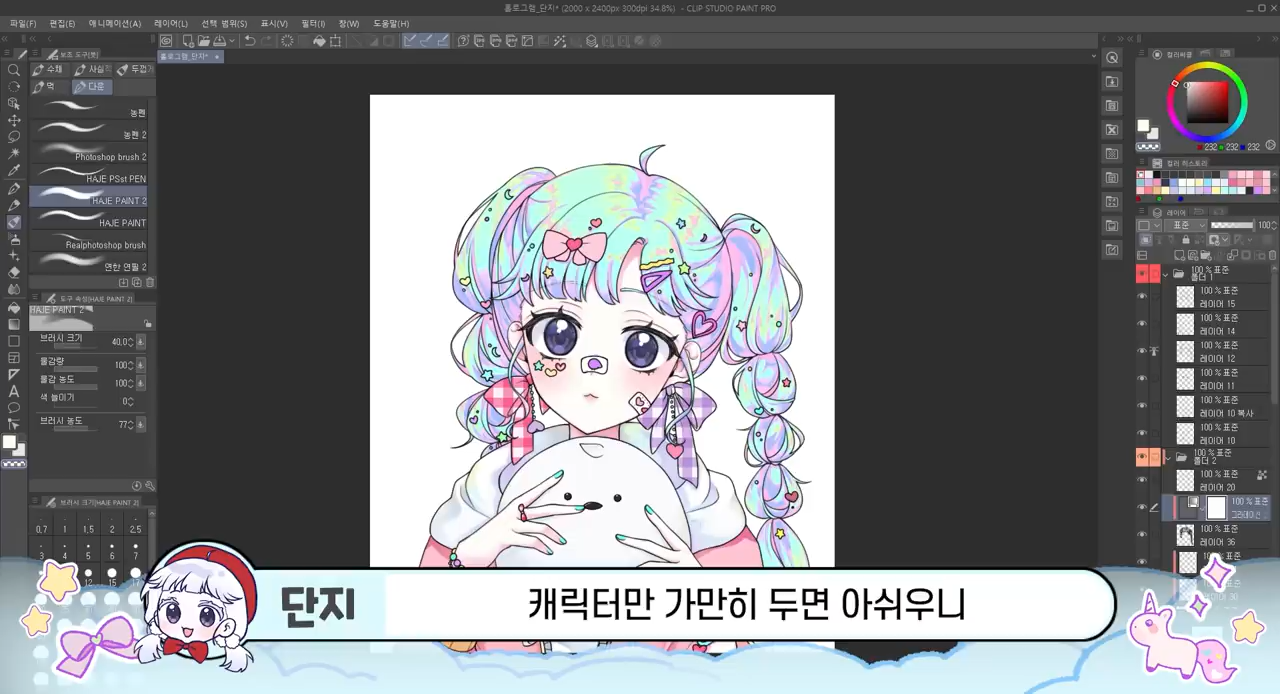 홀로그램_단지* (2000 x 2400px 300dpi 34.8%) - CLIP STUDIO PAINT PRO
파일(F) 편집(E) 애니메이션(A) 레이어(L) 선택 범위(S) 표시(V) 필터(I) 창(W) 도움말(H)
보조 도구[붓]
홀로그램_단지*
컬러써클
수채 사실적 두껍게
먹 다운
농펜
농펜 2
Photoshop brush 2
HAJE PSst PEN
HAJE PAINT 2
HAJE PAINT
Realphotoshop brush
연한 연필 2
232 232 232
컬러 히스토리
레이어
표준 100
도구 속성[HAJE PAINT 2]
HAJE PAINT 2
브러시 크기 40.0
물감량 100
물감 농도 100
색 늘이기 0
브러시 농도 77
100 % 표준
폴더 1
100 % 표준
레이어 15
100 % 표준
레이어 14
100 % 표준
레이어 12
100 % 표준
레이어 11
100 % 표준
레이어 10 복사
100 % 표준
레이어 10
100 % 표준
폴더 2
100 % 표준
레이어 20
100 % 표준
그라데이션
100 % 표준
레이어 36
100 % 표준
브러시 크기[HAJE PAINT 2]
0.7 1 1.5 2 2.5
3 4 5 6 7
12 15
단지
캐릭터만 가만히 두면 아쉬우니